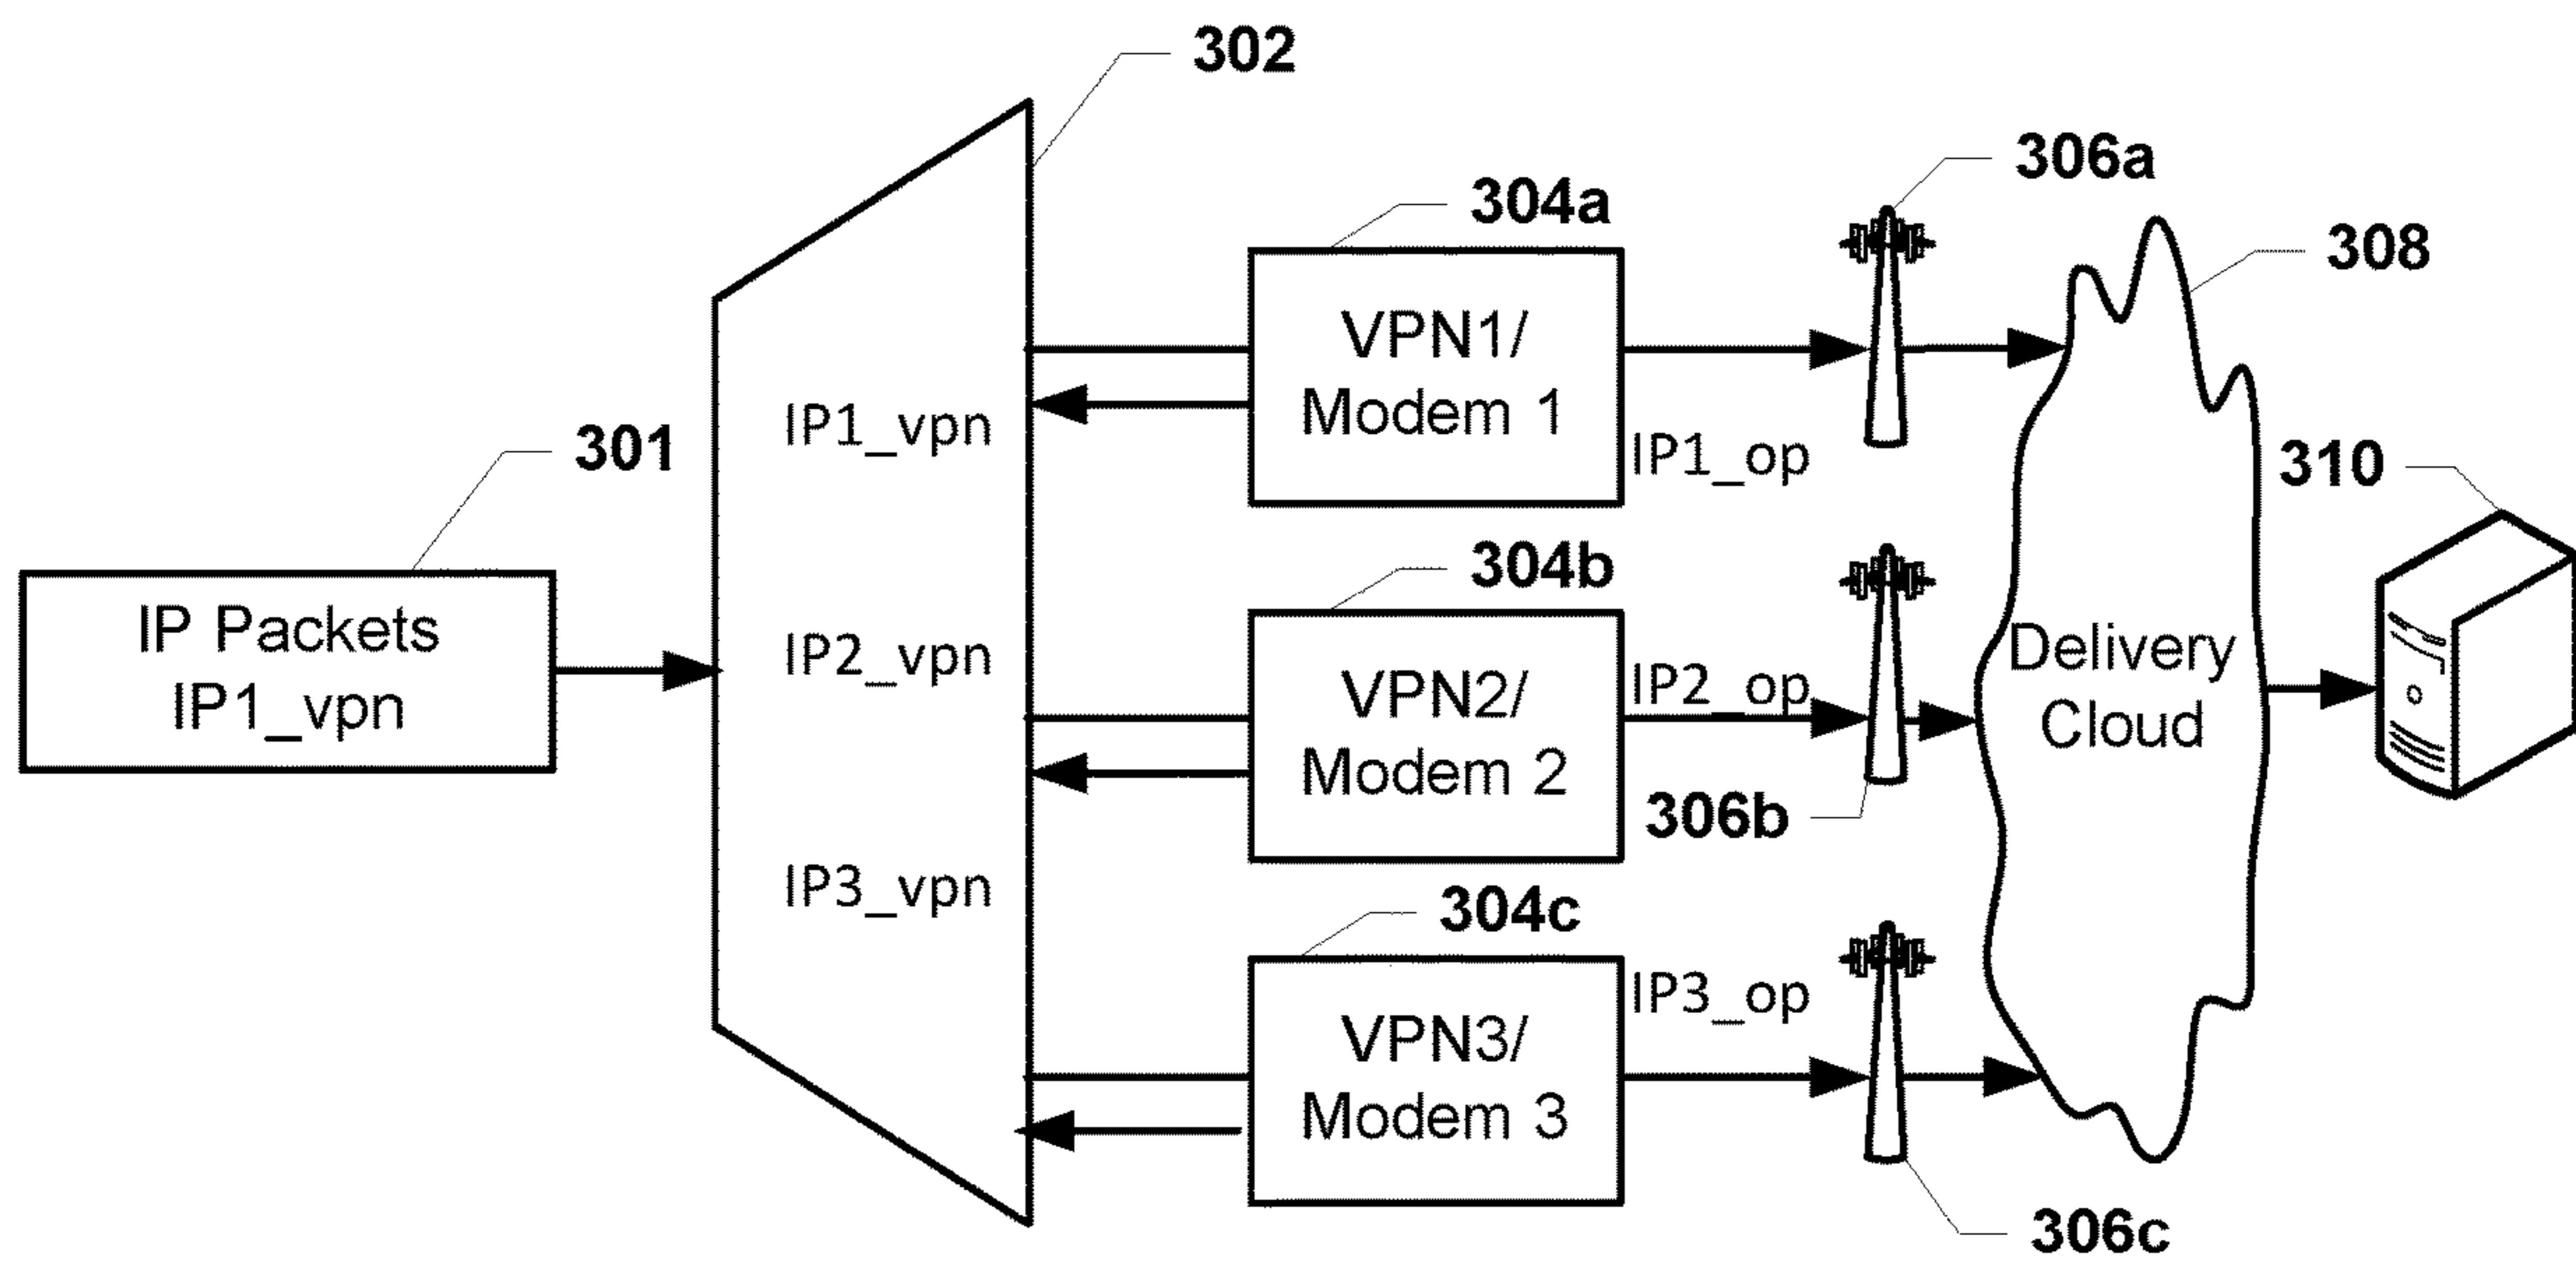 302
306a
304a
308
VPN1/
Modem 1
IP1_vpn
301
IP1_op
310
304b
IP Packets
IP1_vpn
IP2_vpn
VPN2/
Modem 2
IP2_op
Delivery
Cloud
306b
IP3_vpn
304c
IP3_op
VPN3/
Modem 3
306c